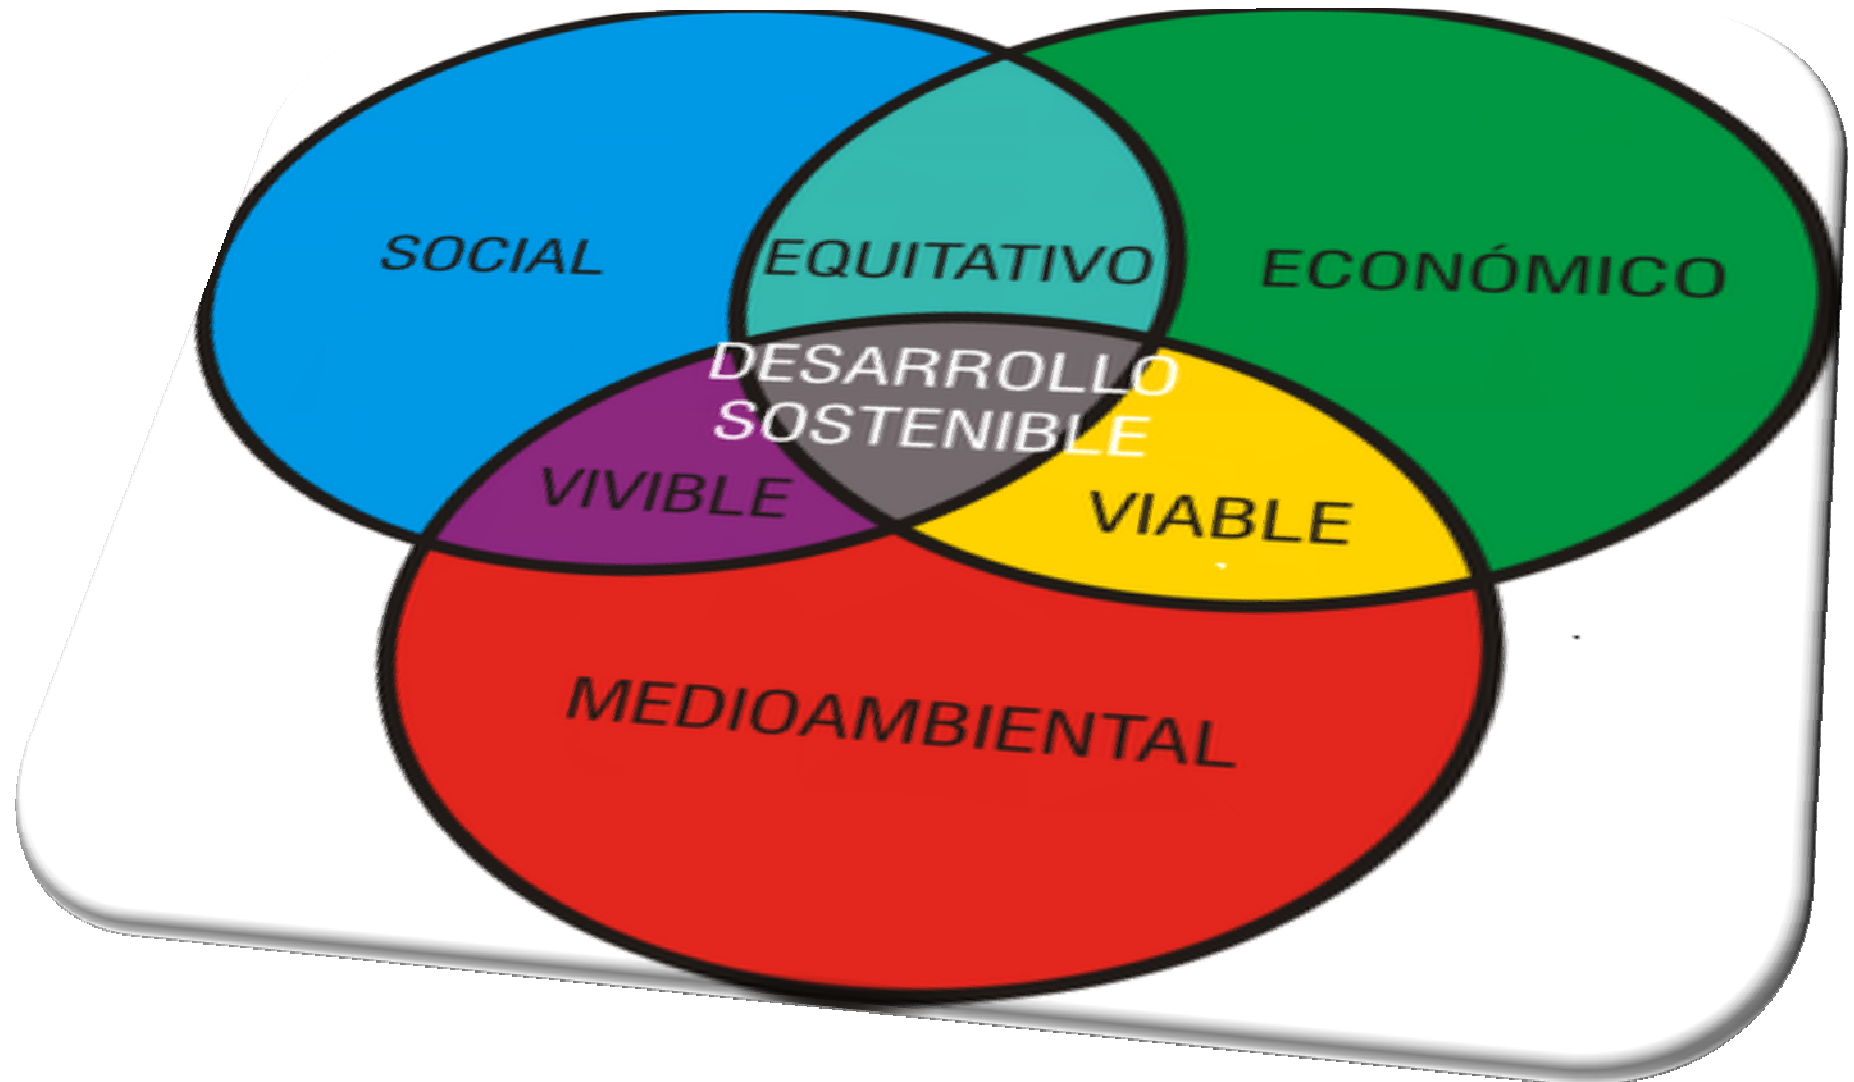 SOCIAL
EQUITATIVO
ECONÓMICO
DESARROLLO
SOSTENIBLE
VIVIBLE
VIABLE
MEDIOAMBIENTAL